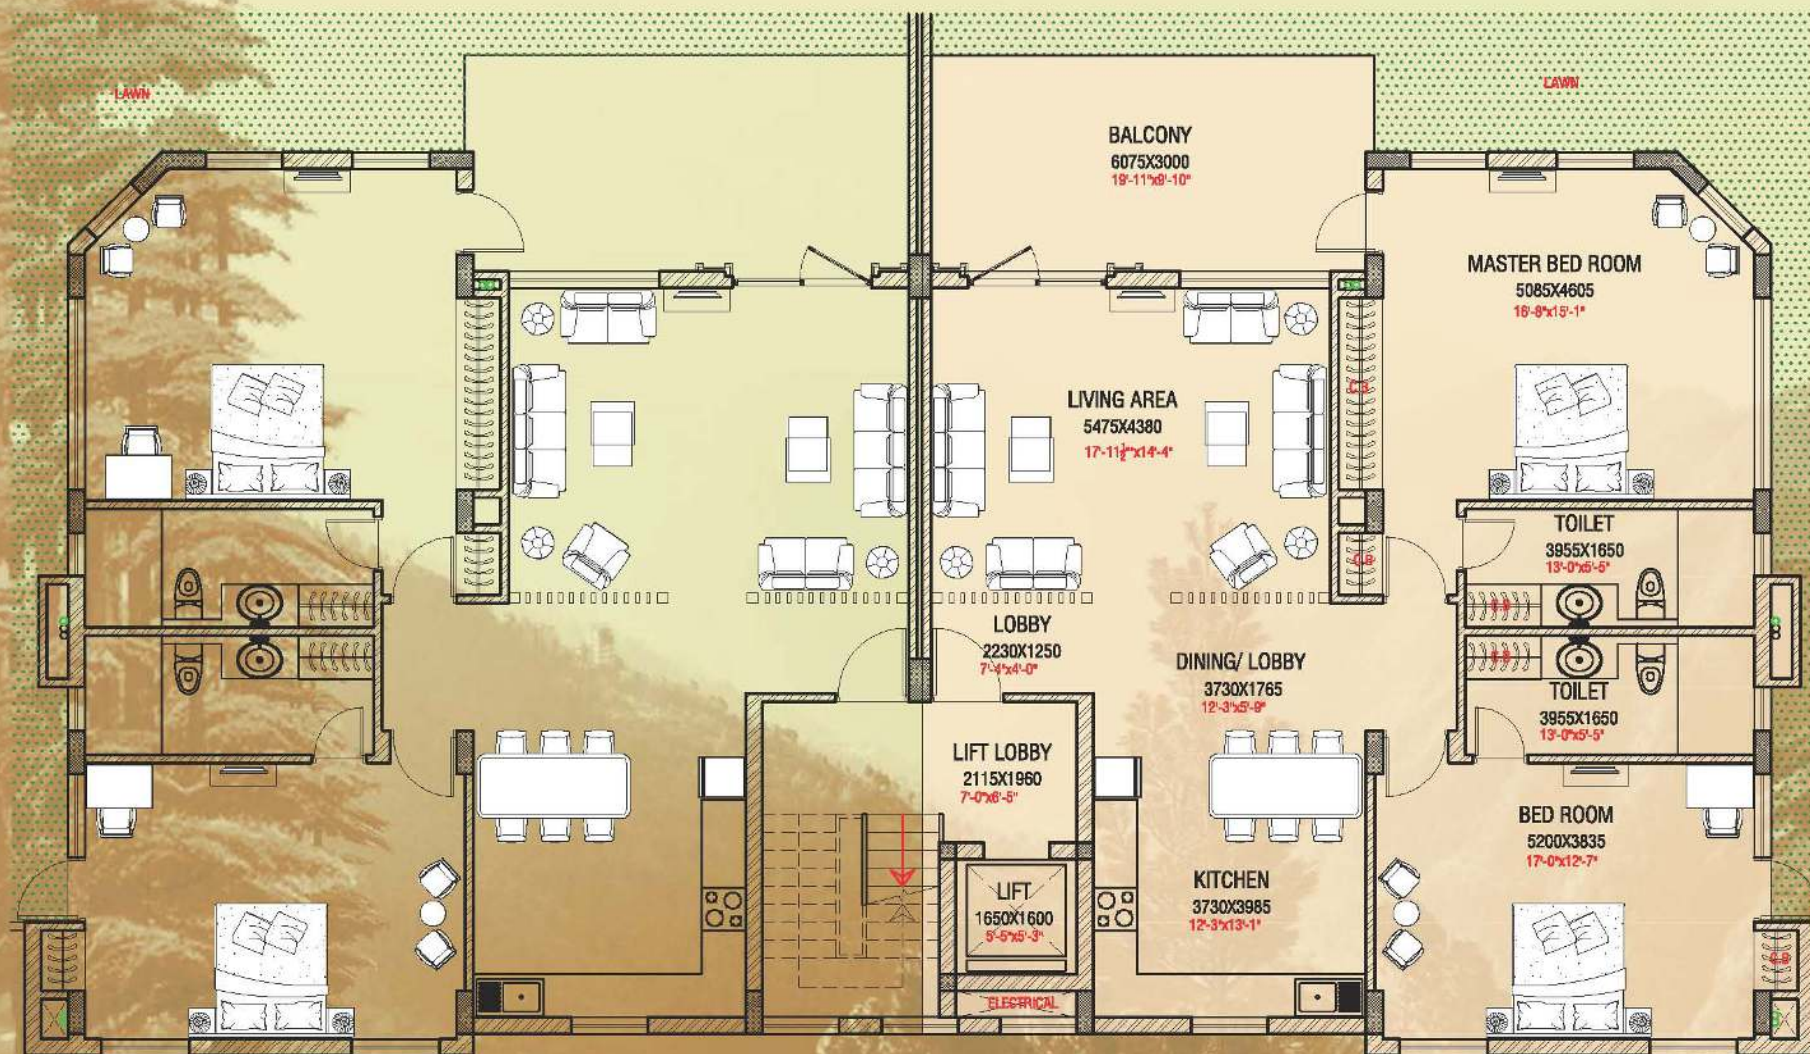 LAWN
LAWN
BALCONY
6075X3000
19'-11"x9'-10"
MASTER BED ROOM
5085X4605
16'-8"x15'-1"
LIVING AREA
5475X4380
17'-11½"x14'-4"
C.B
C.B
TOILET
3955X1650
13'-0"x5'-5"
C.B
LOBBY
2230X1250
7'-4"x4'-0"
DINING/ LOBBY
3730X1765
12'-3"x5'-9"
C.B
TOILET
3955X1650
13'-0"x5'-5"
LIFT LOBBY
2115X1960
7'-0"x6'-5"
BED ROOM
5200X3835
17'-0"x12'-7"
KITCHEN
3730X3985
12'-3"x13'-1"
LIFT
1650X1600
5'-5"x5'-3"
C.B
ELECTRICAL